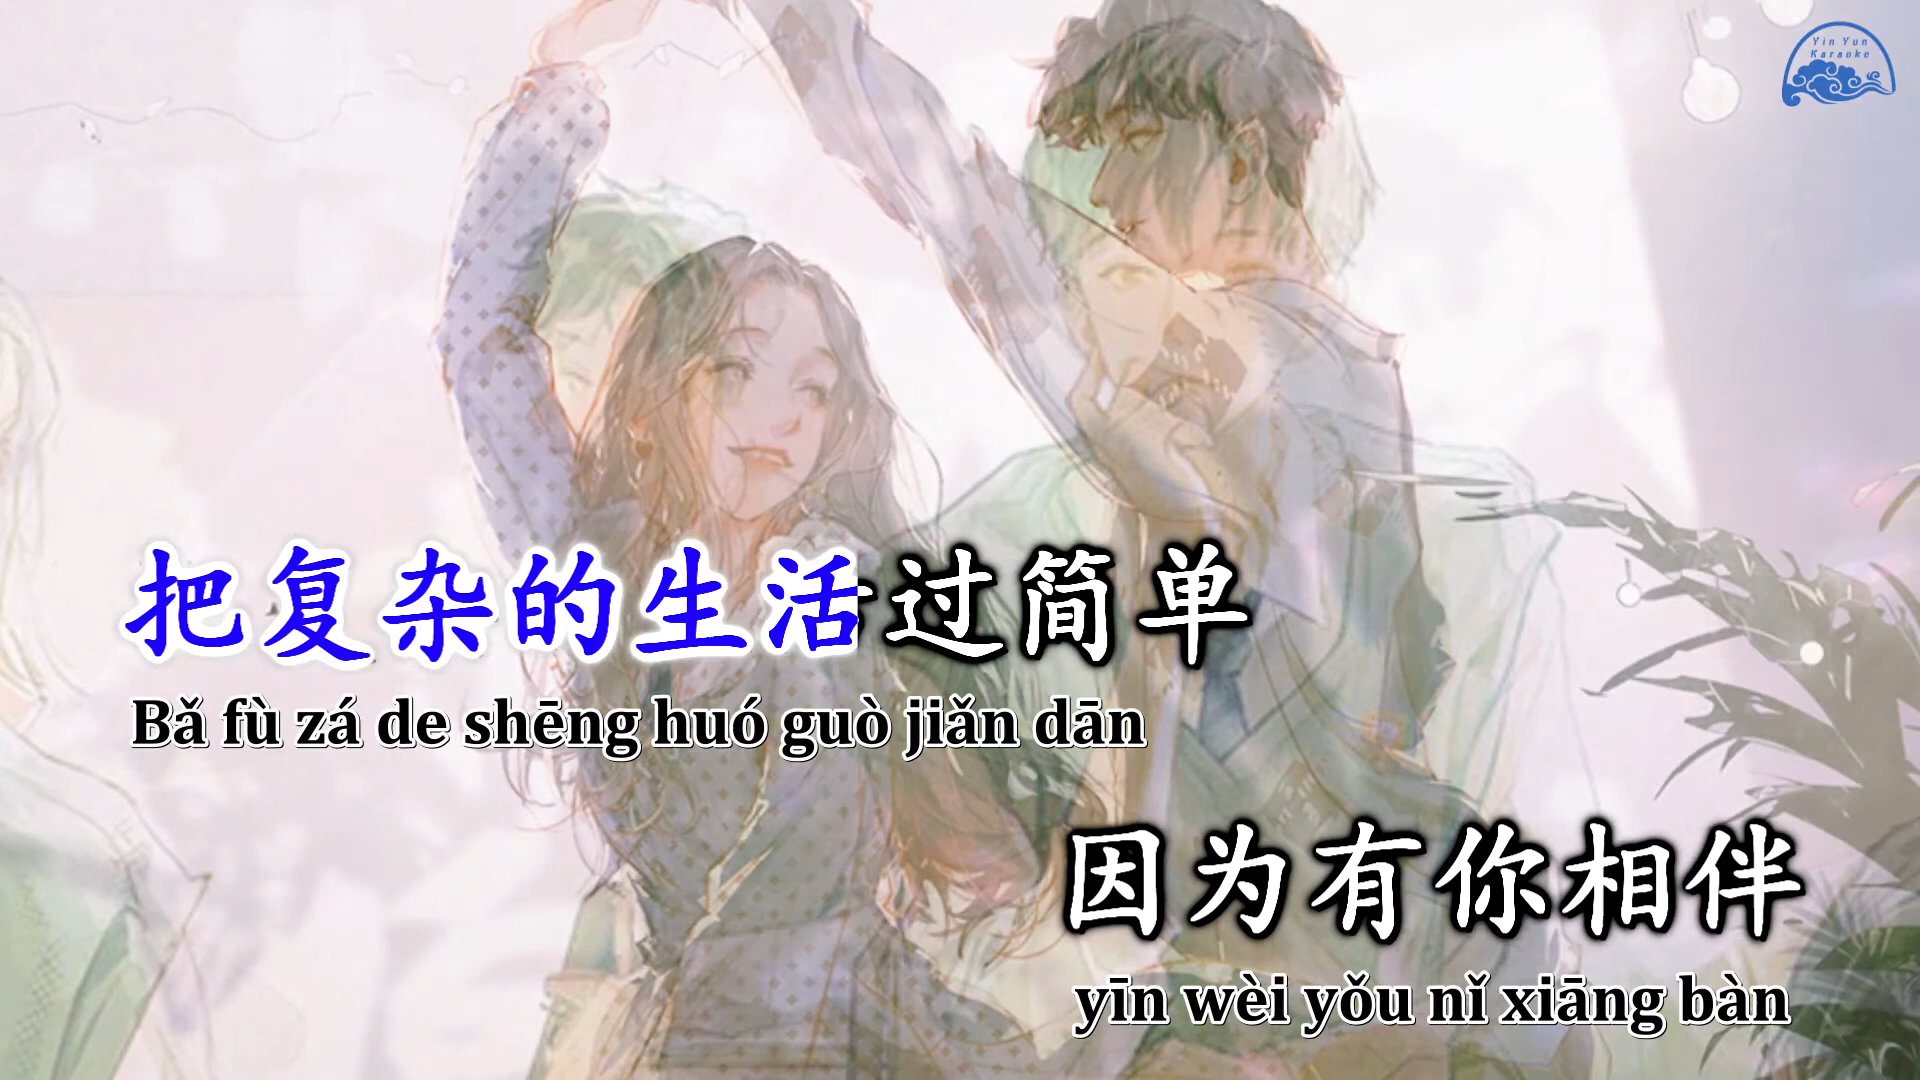 Yin Yun
Karaoke
把复杂的生活过简单
Bǎ fù zá de shēng huó guò jiǎn dān
因为有你相伴
yīn wèi yǒu nǐ xiāng bàn